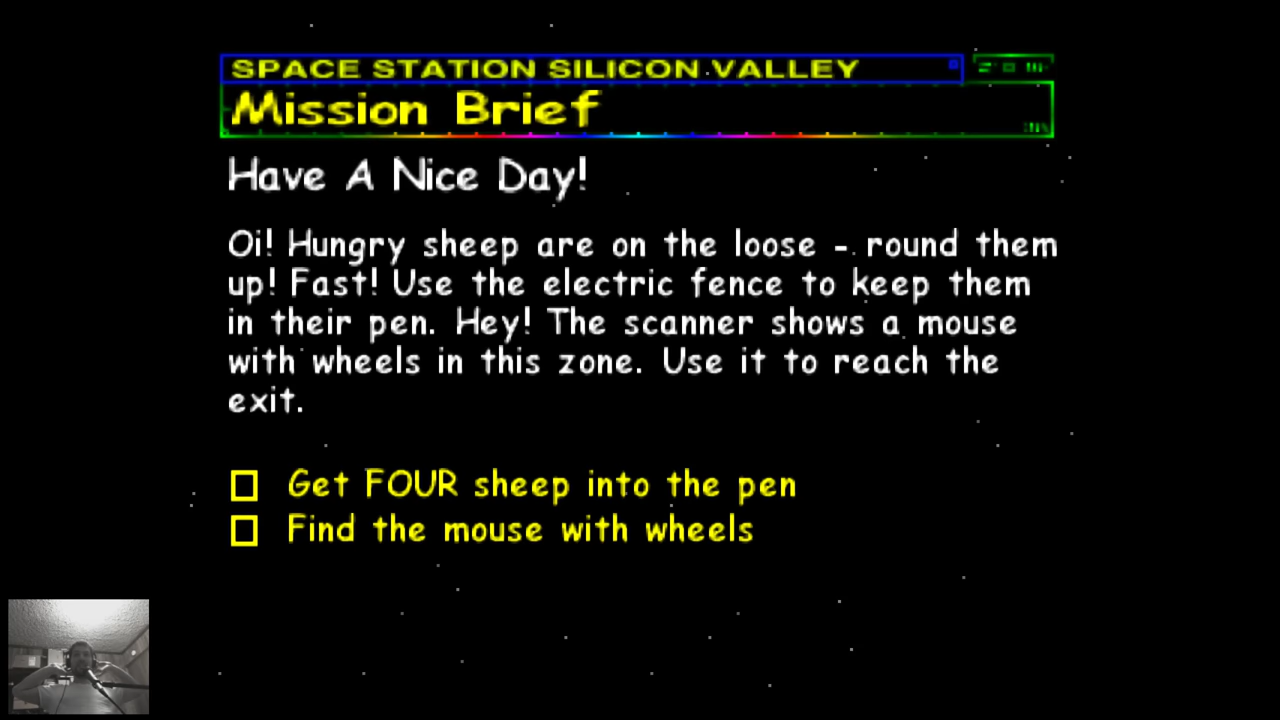 SPACE STATION SILICON VALLEY
Mission Brief
Have A Nice Day!
Oi! Hungry sheep are on the loose - round them
up! Fast! Use the electric fence to keep them
in their pen. Hey! The scanner shows a mouse
with wheels in this zone. Use it to reach the
exit.
Get FOUR sheep into the pen
Find the mouse with wheels